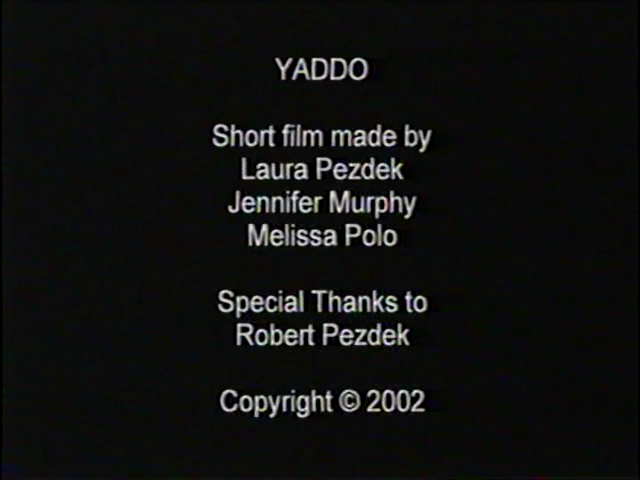 YADDO
Short film made by
Laura Pezdek
Jennifer Murphy
Melissa Polo
Special Thanks to
Robert Pezdek
Copyright © 2002